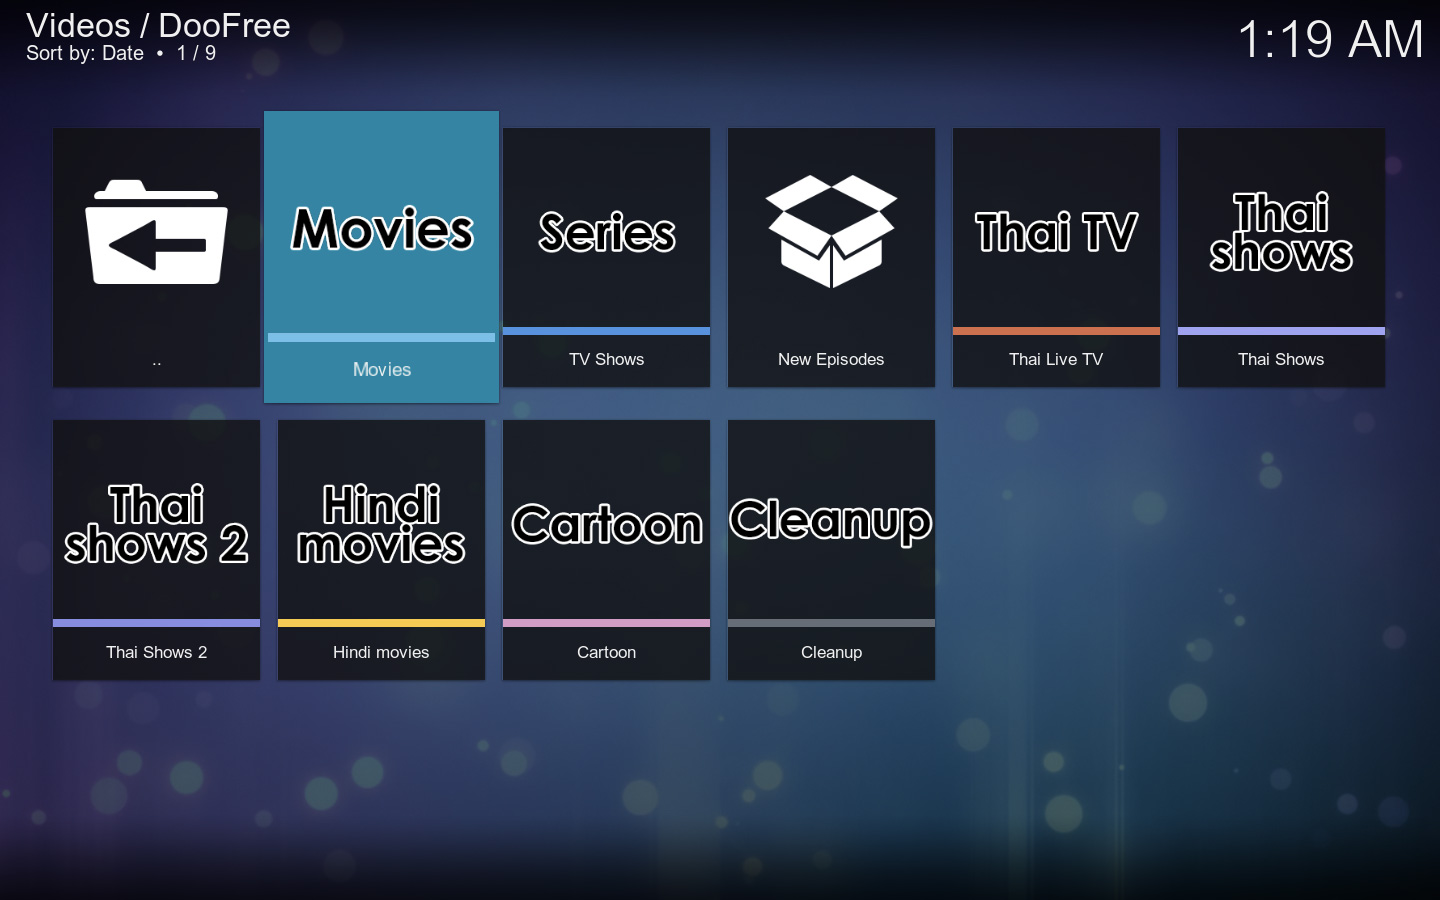 Videos / DooFree
Sort by: Date • 1 / 9
1:19 AM
..
Movies
Movies
Series
TV Shows
New Episodes
Thai TV
Thai Live TV
Thai
shows
Thai Shows
Thai
shows 2
Thai Shows 2
Hindi
movies
Hindi movies
Cartoon
Cartoon
Cleanup
Cleanup